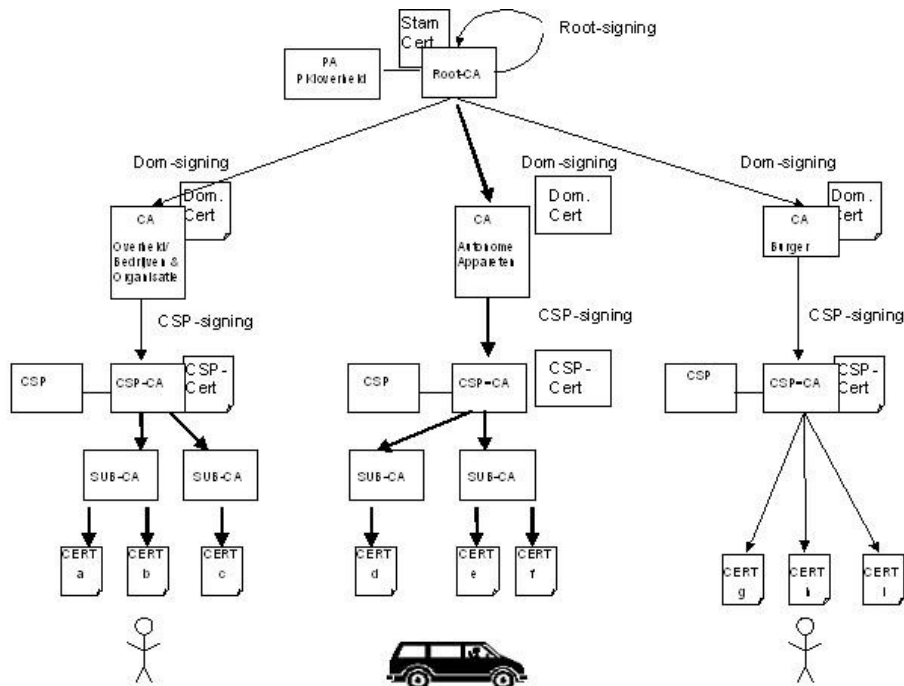 Stam
Cert
Root-signing
PA
PKIoverheid
Root-CA
Dom-signing
Dom-signing
Dom-signing
Dom.
Cert
Dom.
Cert
Dom.
Cert
CA
Overheid/
Bedrijven &
Organisatie
CA
Autonome
Apparaten
CA
Burger
CSP-signing
CSP-signing
CSP-signing
CSP
CSP-CA
CSP-
Cert
CSP
CSP-CA
CSP-
Cert
CSP
CSP-CA
CSP-
Cert
SUB-CA
SUB-CA
SUB-CA
SUB-CA
CERT
a
CERT
b
CERT
c
CERT
d
CERT
e
CERT
f
CERT
g
CERT
h
CERT
i